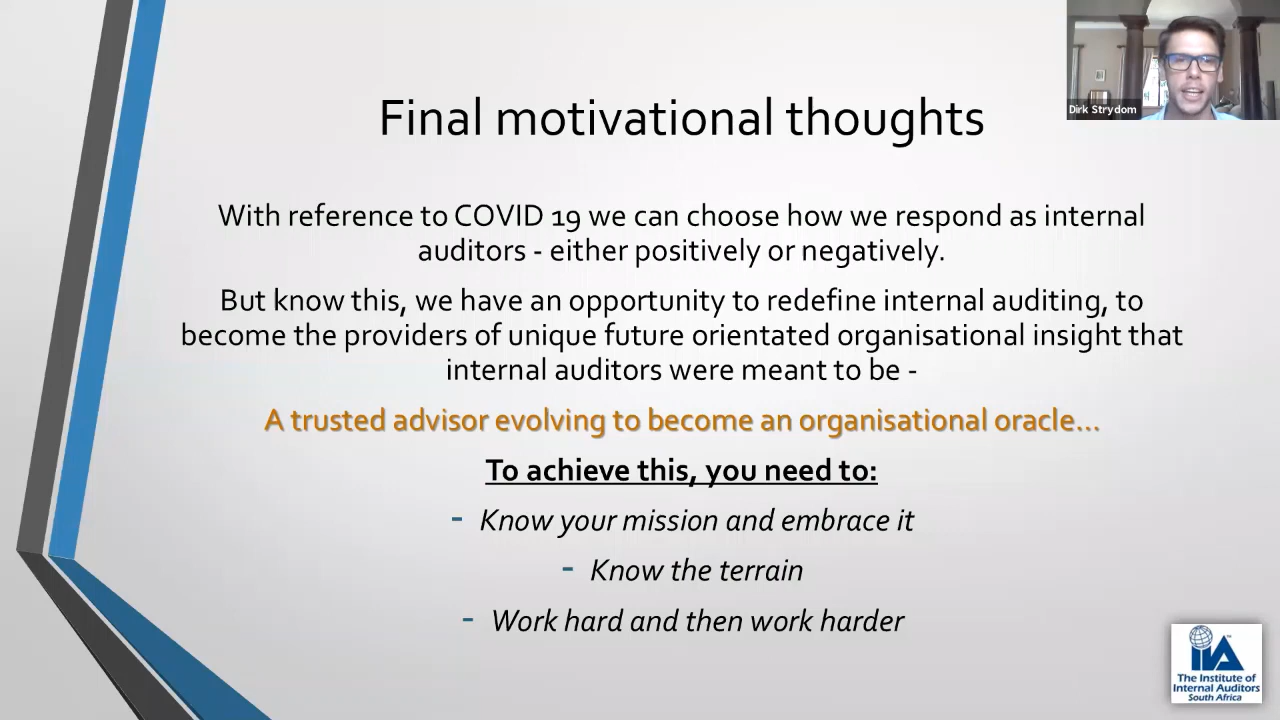 Dirk Strydom
Final motivational thoughts
With reference to COVID 19 we can choose how we respond as internal
auditors - either positively or negatively.
But know this, we have an opportunity to redefine internal auditing, to
become the providers of unique future orientated organisational insight that
internal auditors were meant to be -
A trusted advisor evolving to become an organisational oracle...
To achieve this, you need to:
- Know your mission and embrace it
- Know the terrain
- Work hard and then work harder
IIA
The Institute of
Internal Auditors
South Africa